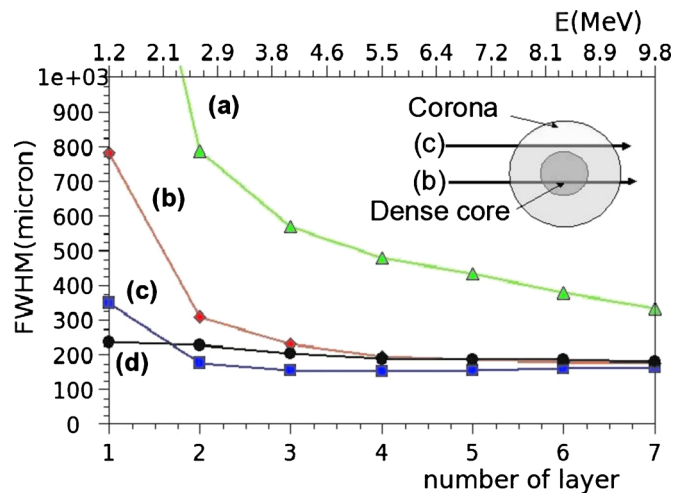 E(MeV)
1.2 2.1 2.9 3.8 4.6 5.5 6.4 7.2 8.1 8.9 9.8
1e+03
900
800
700
600
500
400
300
200
100
0
FWHM(micron)
(a)
(b)
(c)
(d)
Corona
(c)
(b)
Dense core
1 2 3 4 5 6 7
number of layer